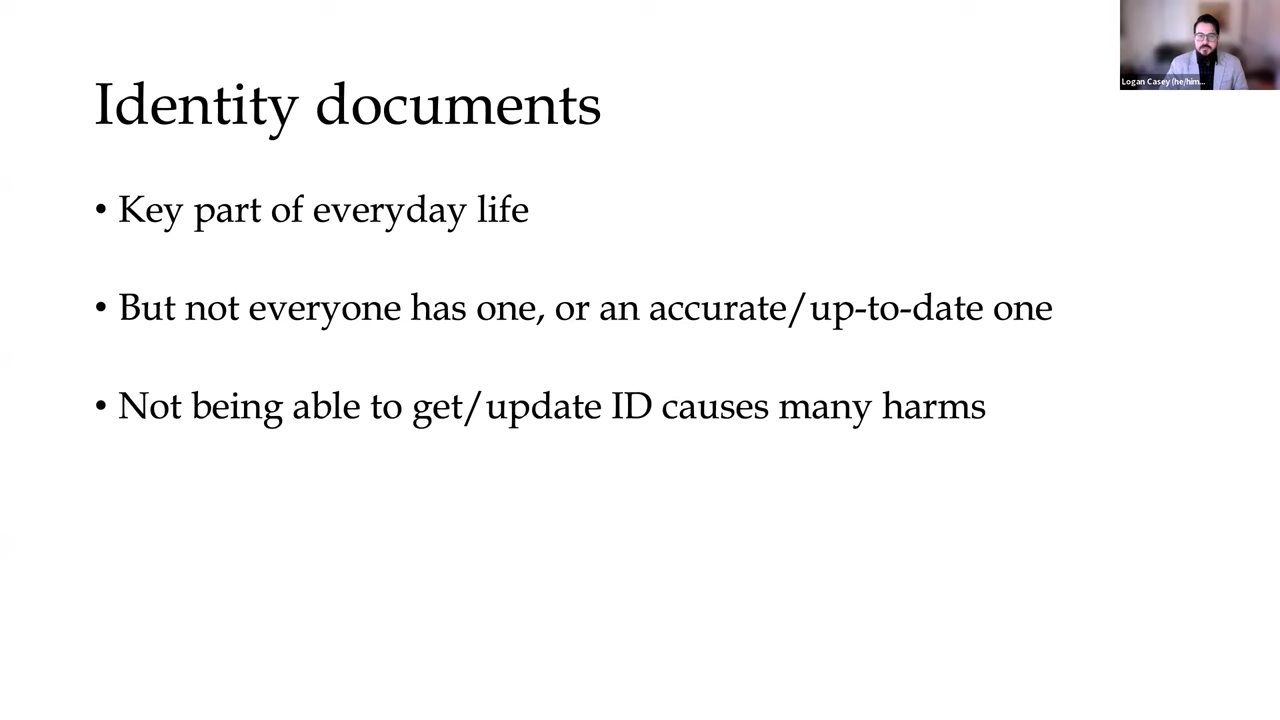 Logan Casey (he/him...
Identity documents
• Key part of everyday life
• But not everyone has one, or an accurate/up-to-date one
• Not being able to get/update ID causes many harms